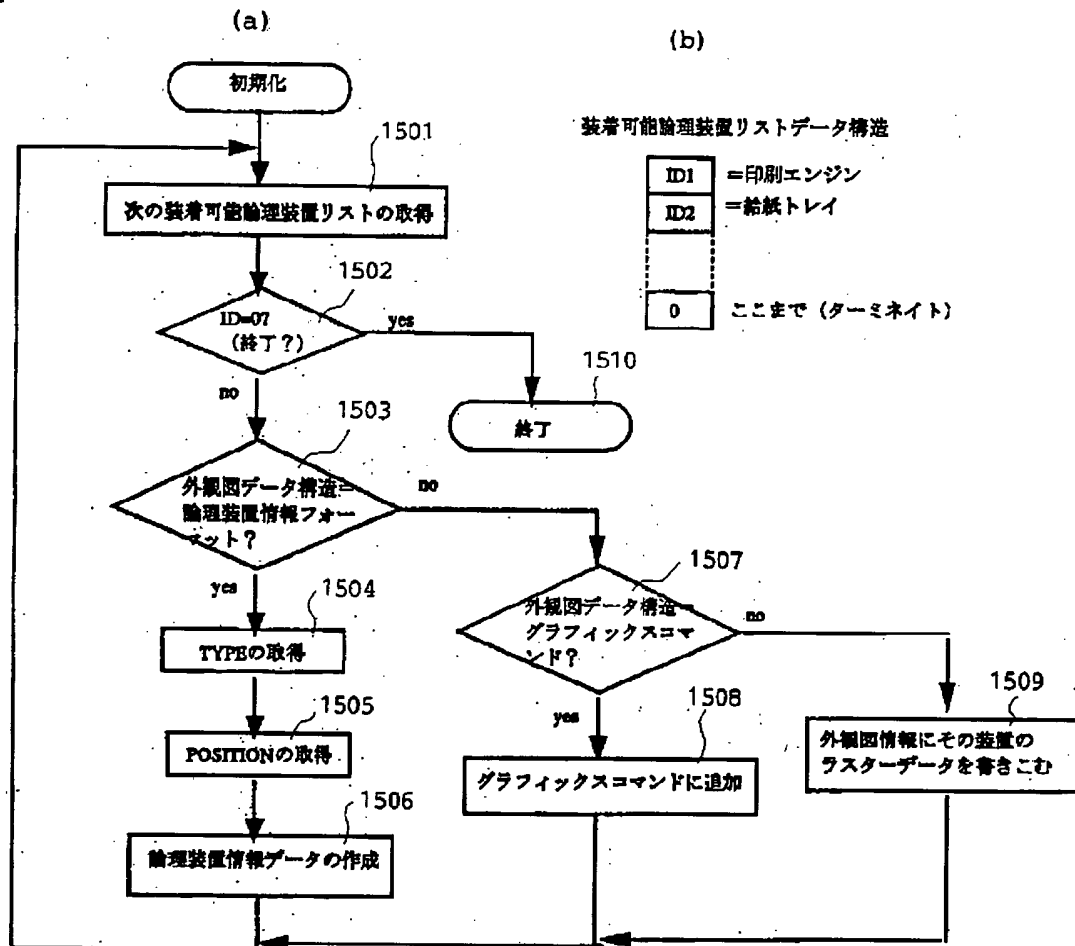 (a)
初期化
1501
次の装着可能論理装置リストの取得
1502
ID=0?
(終了?)
yes
no
1510
終了
1503
外観図データ構造=
論理装置情報フォー
マット?
no
yes
1504
TYPEの取得
1505
POSITIONの取得
1506
論理装置情報データの作成
1507
外観図データ構造=
グラフィックスコマ
ンド?
no
yes
1508
グラフィックスコマンドに追加
1509
外観図情報にその装置の
ラスターデータを書きこむ
(b)
装着可能論理装置リストデータ構造
ID1 =印刷エンジン
ID2 =給紙トレイ
0 ここまで(ターミネイト)